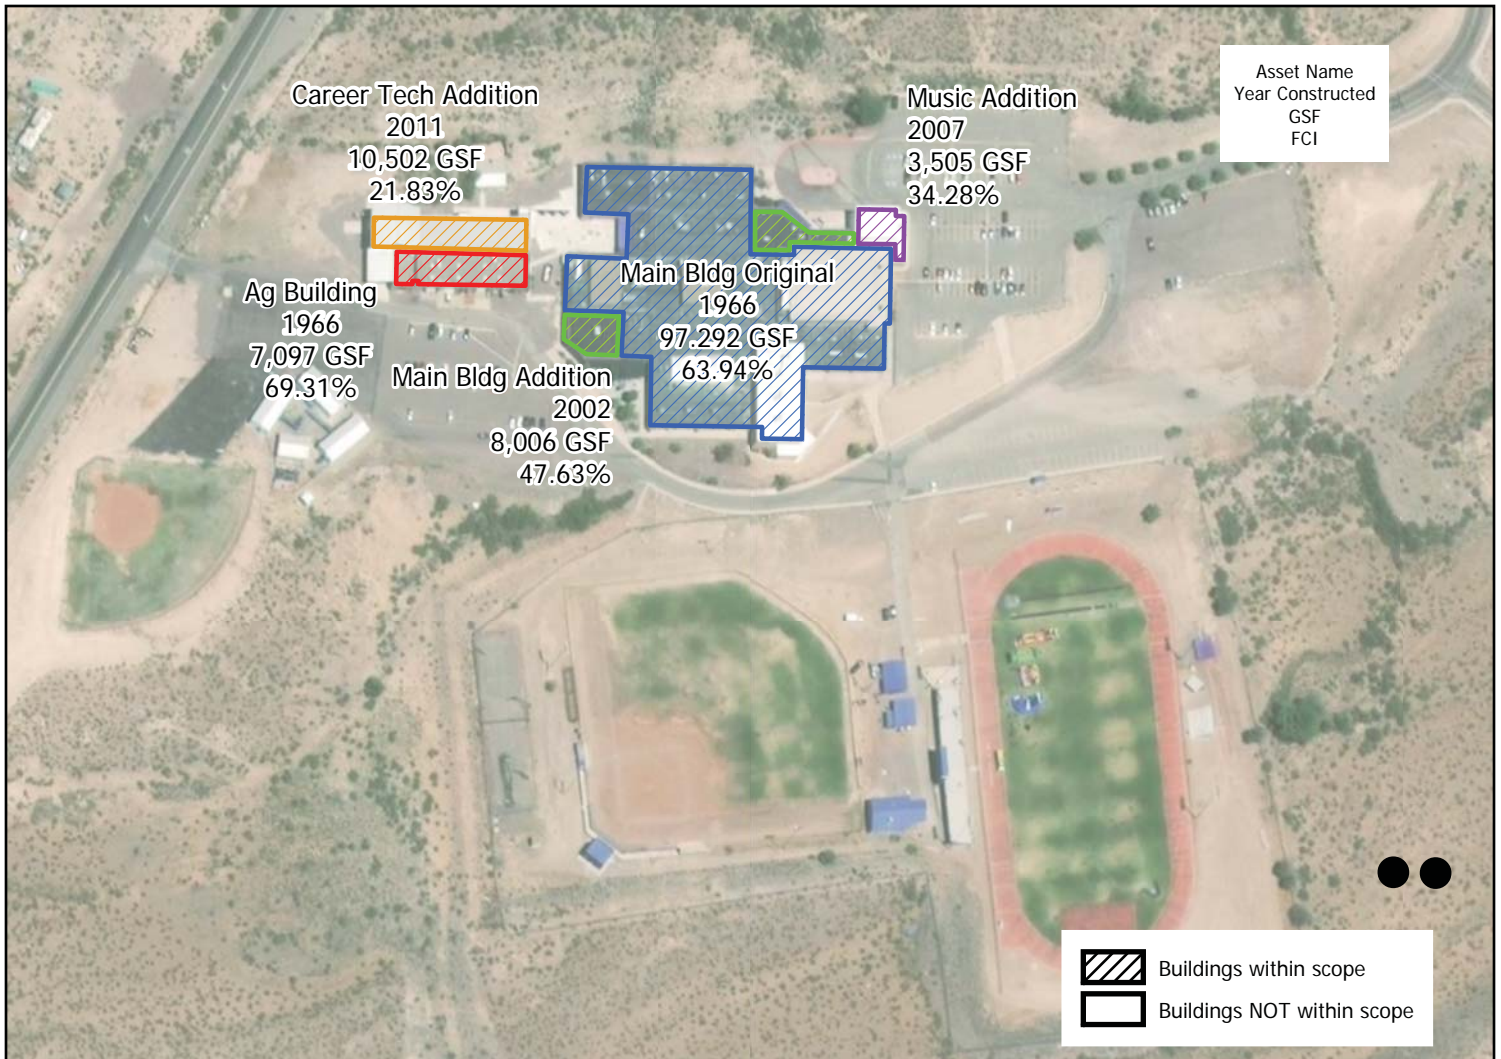 Asset Name
Year Constructed
GSF
FCI
Career Tech Addition
2011
10,502 GSF
21.83%
Music Addition
2007
3,505 GSF
34.28%
Main Bldg Original
1966
97.292 GSF
63.94%
Ag Building
1966
7,097 GSF
69.31%
Main Bldg Addition
2002
8,006 GSF
47.63%
Buildings within scope
Buildings NOT within scope